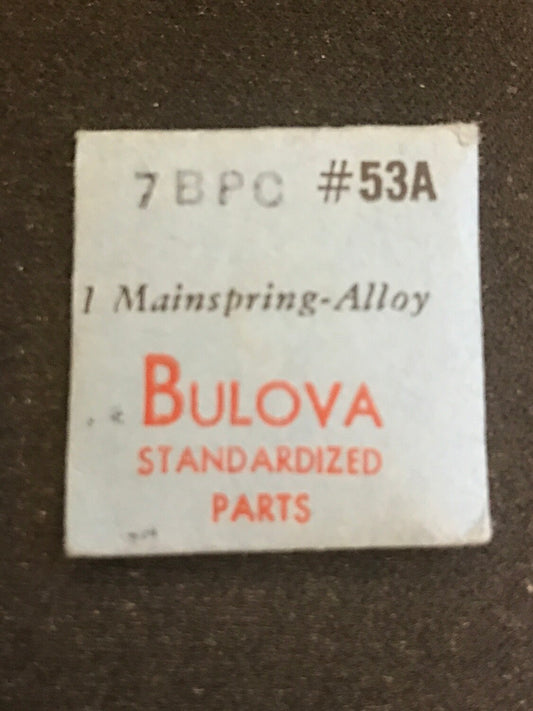 7BPC #53A
1 Mainspring-Alloy
BULOVA
STANDARDIZED
PARTS